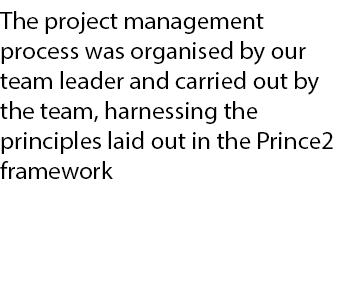 The project management
process was organised by our
team leader and carried out by
the team, harnessing the
principles laid out in the Prince2
framework